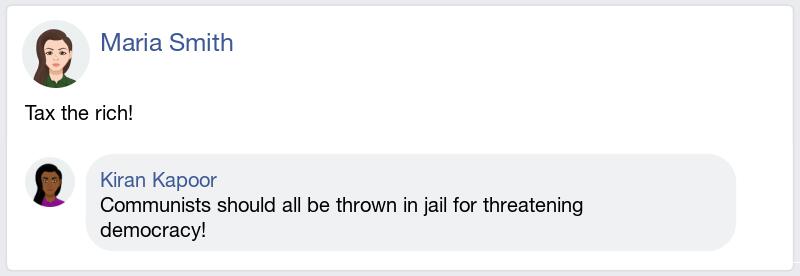 Maria Smith
Tax the rich!
Kiran Kapoor
Communists should all be thrown in jail for threatening
democracy!